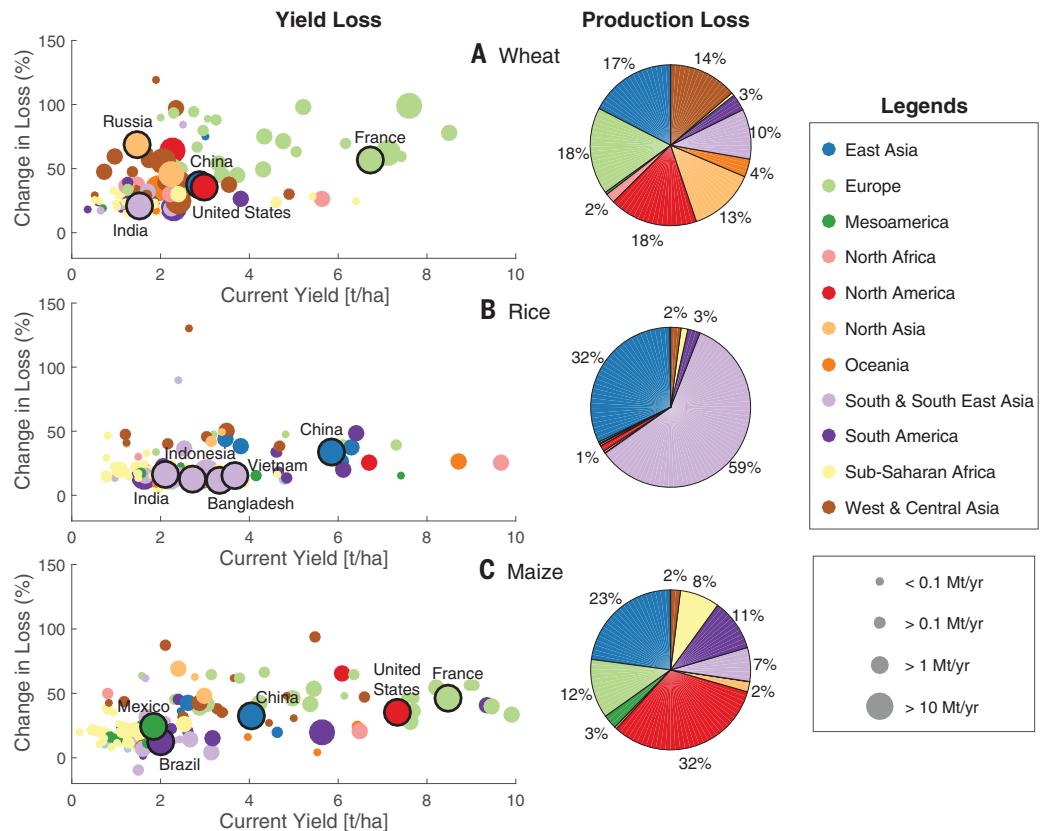 Yield Loss
Production Loss
A Wheat
Change in Loss (%)
150
100
50
0
Russia
China
France
United States
India
0 2 4 6 8 10
Current Yield [t/ha]
17%
14%
3%
10%
4%
13%
18%
2%
18%
B Rice
Change in Loss (%)
150
100
50
0
China
Indonesia
Vietnam
India
Bangladesh
0 2 4 6 8 10
Current Yield [t/ha]
2%
3%
32%
59%
1%
C Maize
Change in Loss (%)
150
100
50
0
Mexico
China
United
States
France
Brazil
0 2 4 6 8 10
Current Yield [t/ha]
2%
8%
23%
11%
7%
2%
12%
3%
32%
Legends
East Asia
Europe
Mesoamerica
North Africa
North America
North Asia
Oceania
South & South East Asia
South America
Sub-Saharan Africa
West & Central Asia
< 0.1 Mt/yr
> 0.1 Mt/yr
> 1 Mt/yr
> 10 Mt/yr